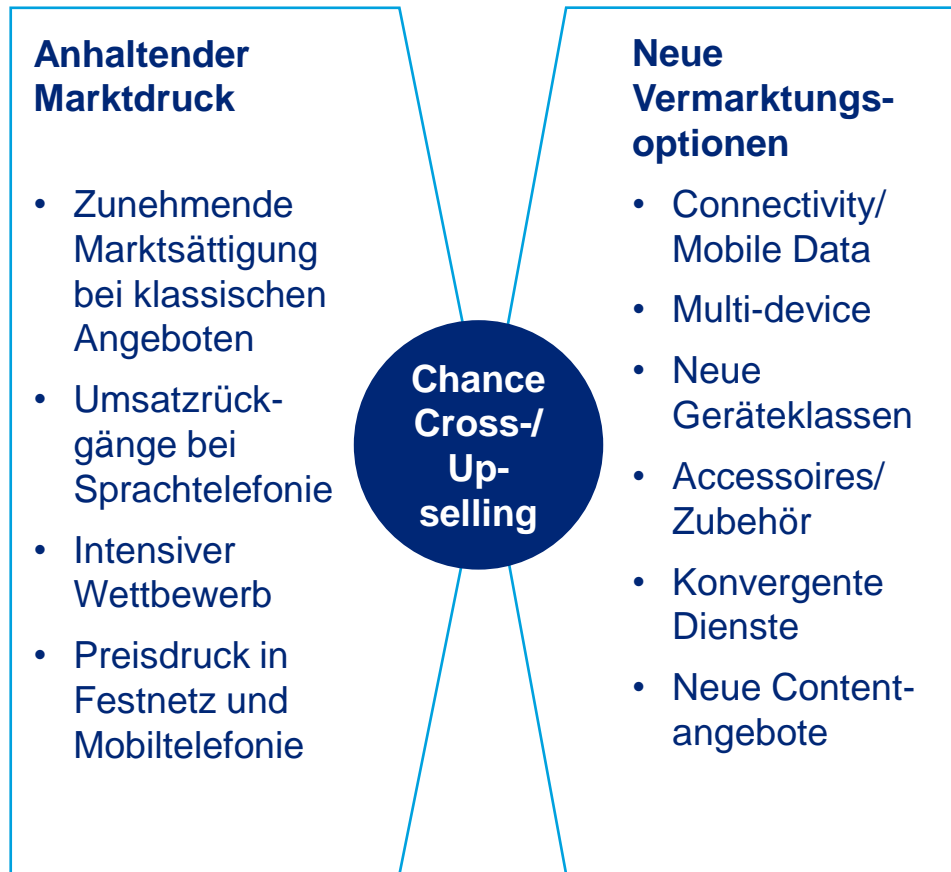 Anhaltender
Marktdruck
• Zunehmende
Marktsättigung
bei klassischen
Angeboten
• Umsatzrück-
gänge bei
Sprachtelefonie
• Intensiver
Wettbewerb
• Preisdruck in
Festnetz und
Mobiltelefonie
Chance
Cross-/
Up-
selling
Neue
Vermarktungs-
optionen
• Connectivity/
Mobile Data
• Multi-device
• Neue
Geräteklassen
• Accessoires/
Zubehör
• Konvergente
Dienste
• Neue Content-
angebote